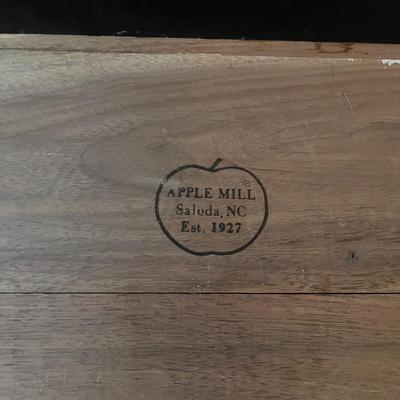 APPLE MILL ©
Saluda, NC
Est. 1927